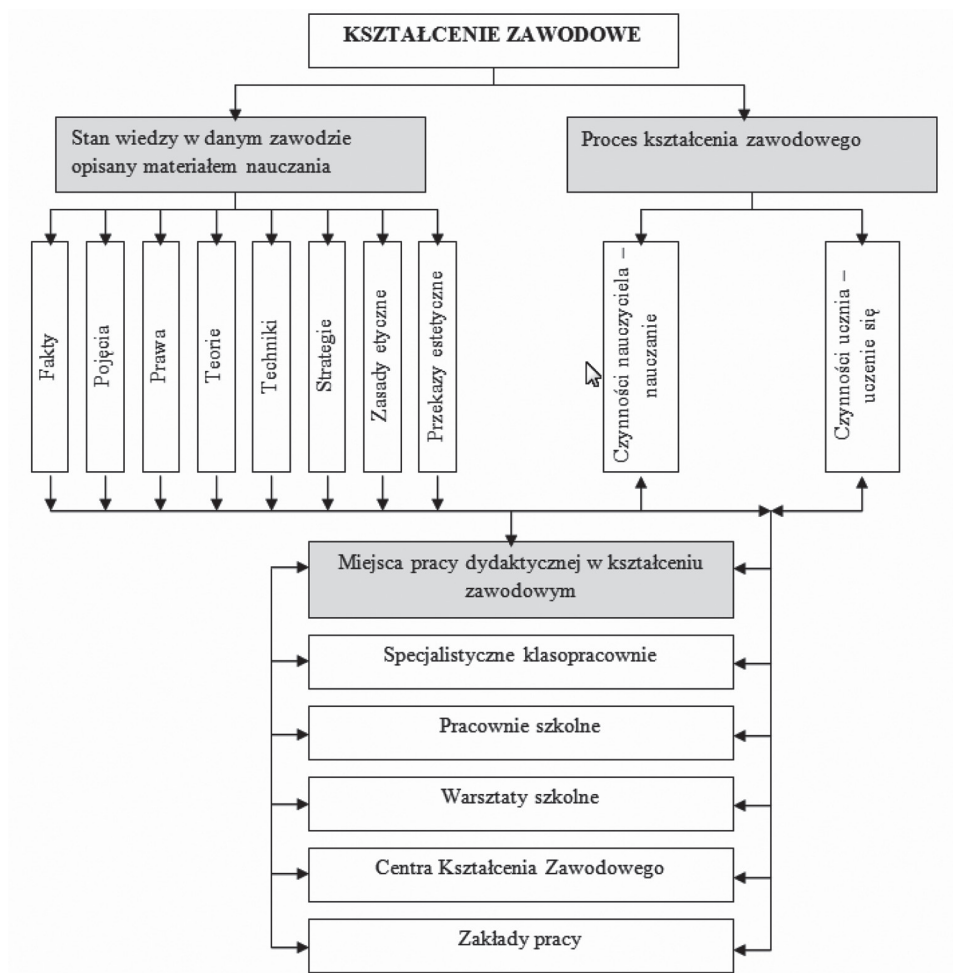 KSZTAŁCENIE ZAWODOWE
Stan wiedzy w danym zawodzie
opisany materiałem nauczania
Proces kształcenia zawodowego
Fakty
Pojęcia
Prawa
Teorie
Techniki
Strategie
Zasady etyczne
Przekazy estetyczne
Czynności nauczyciela –
nauczanie
Czynności ucznia –
uczenie się
Miejsca pracy dydaktycznej w kształceniu
zawodowym
Specjalistyczne klasopracownie
Pracownie szkolne
Warsztaty szkolne
Centra Kształcenia Zawodowego
Zakłady pracy